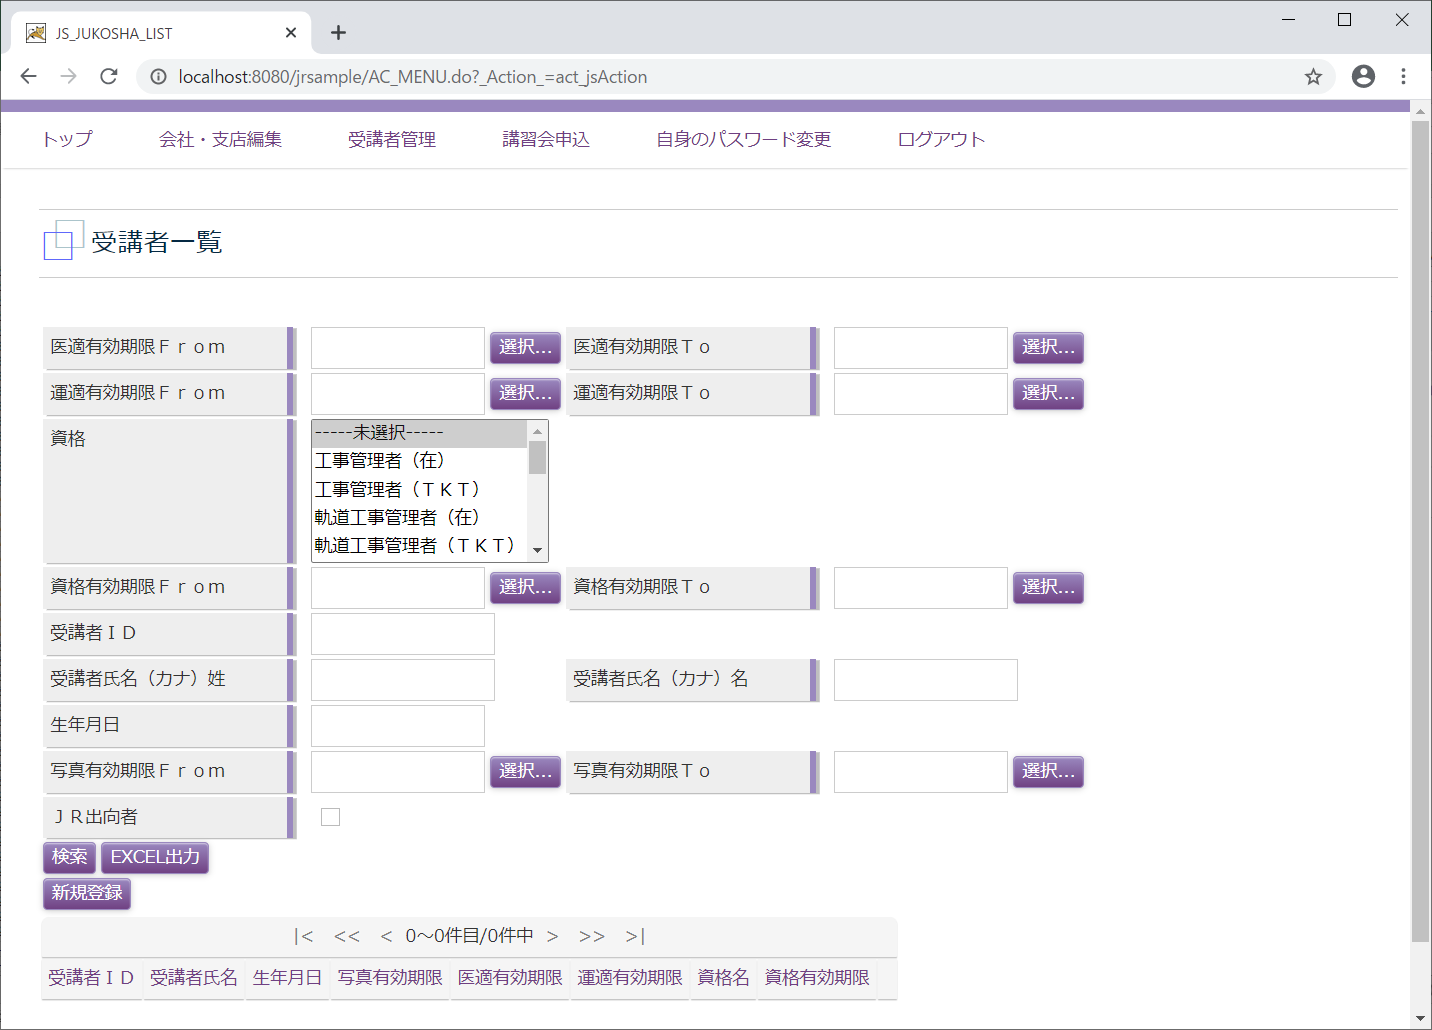 JS_JUKOSHA_LIST
localhost:8080/jrsample/AC_MENU.do?_Action_=act_jsAction
トップ 会社・支店編集 受講者管理 講習会申込 自身のパスワード変更 ログアウト
受講者一覧
医適有効期限Ｆｒｏｍ 選択... 医適有効期限Ｔｏ 選択...
運適有効期限Ｆｒｏｍ 選択... 運適有効期限Ｔｏ 選択...
資格 -----未選択-----
工事管理者（在）
工事管理者（ＴＫＴ）
軌道工事管理者（在）
軌道工事管理者（ＴＫＴ）
資格有効期限Ｆｒｏｍ 選択... 資格有効期限Ｔｏ 選択...
受講者ＩＤ
受講者氏名（カナ）姓 受講者氏名（カナ）名
生年月日
写真有効期限Ｆｒｏｍ 選択... 写真有効期限Ｔｏ 選択...
ＪＲ出向者
検索 EXCEL出力
新規登録
|< << < 0～0件目/0件中 > >> >|
受講者ＩＤ 受講者氏名 生年月日 写真有効期限 医適有効期限 運適有効期限 資格名 資格有効期限